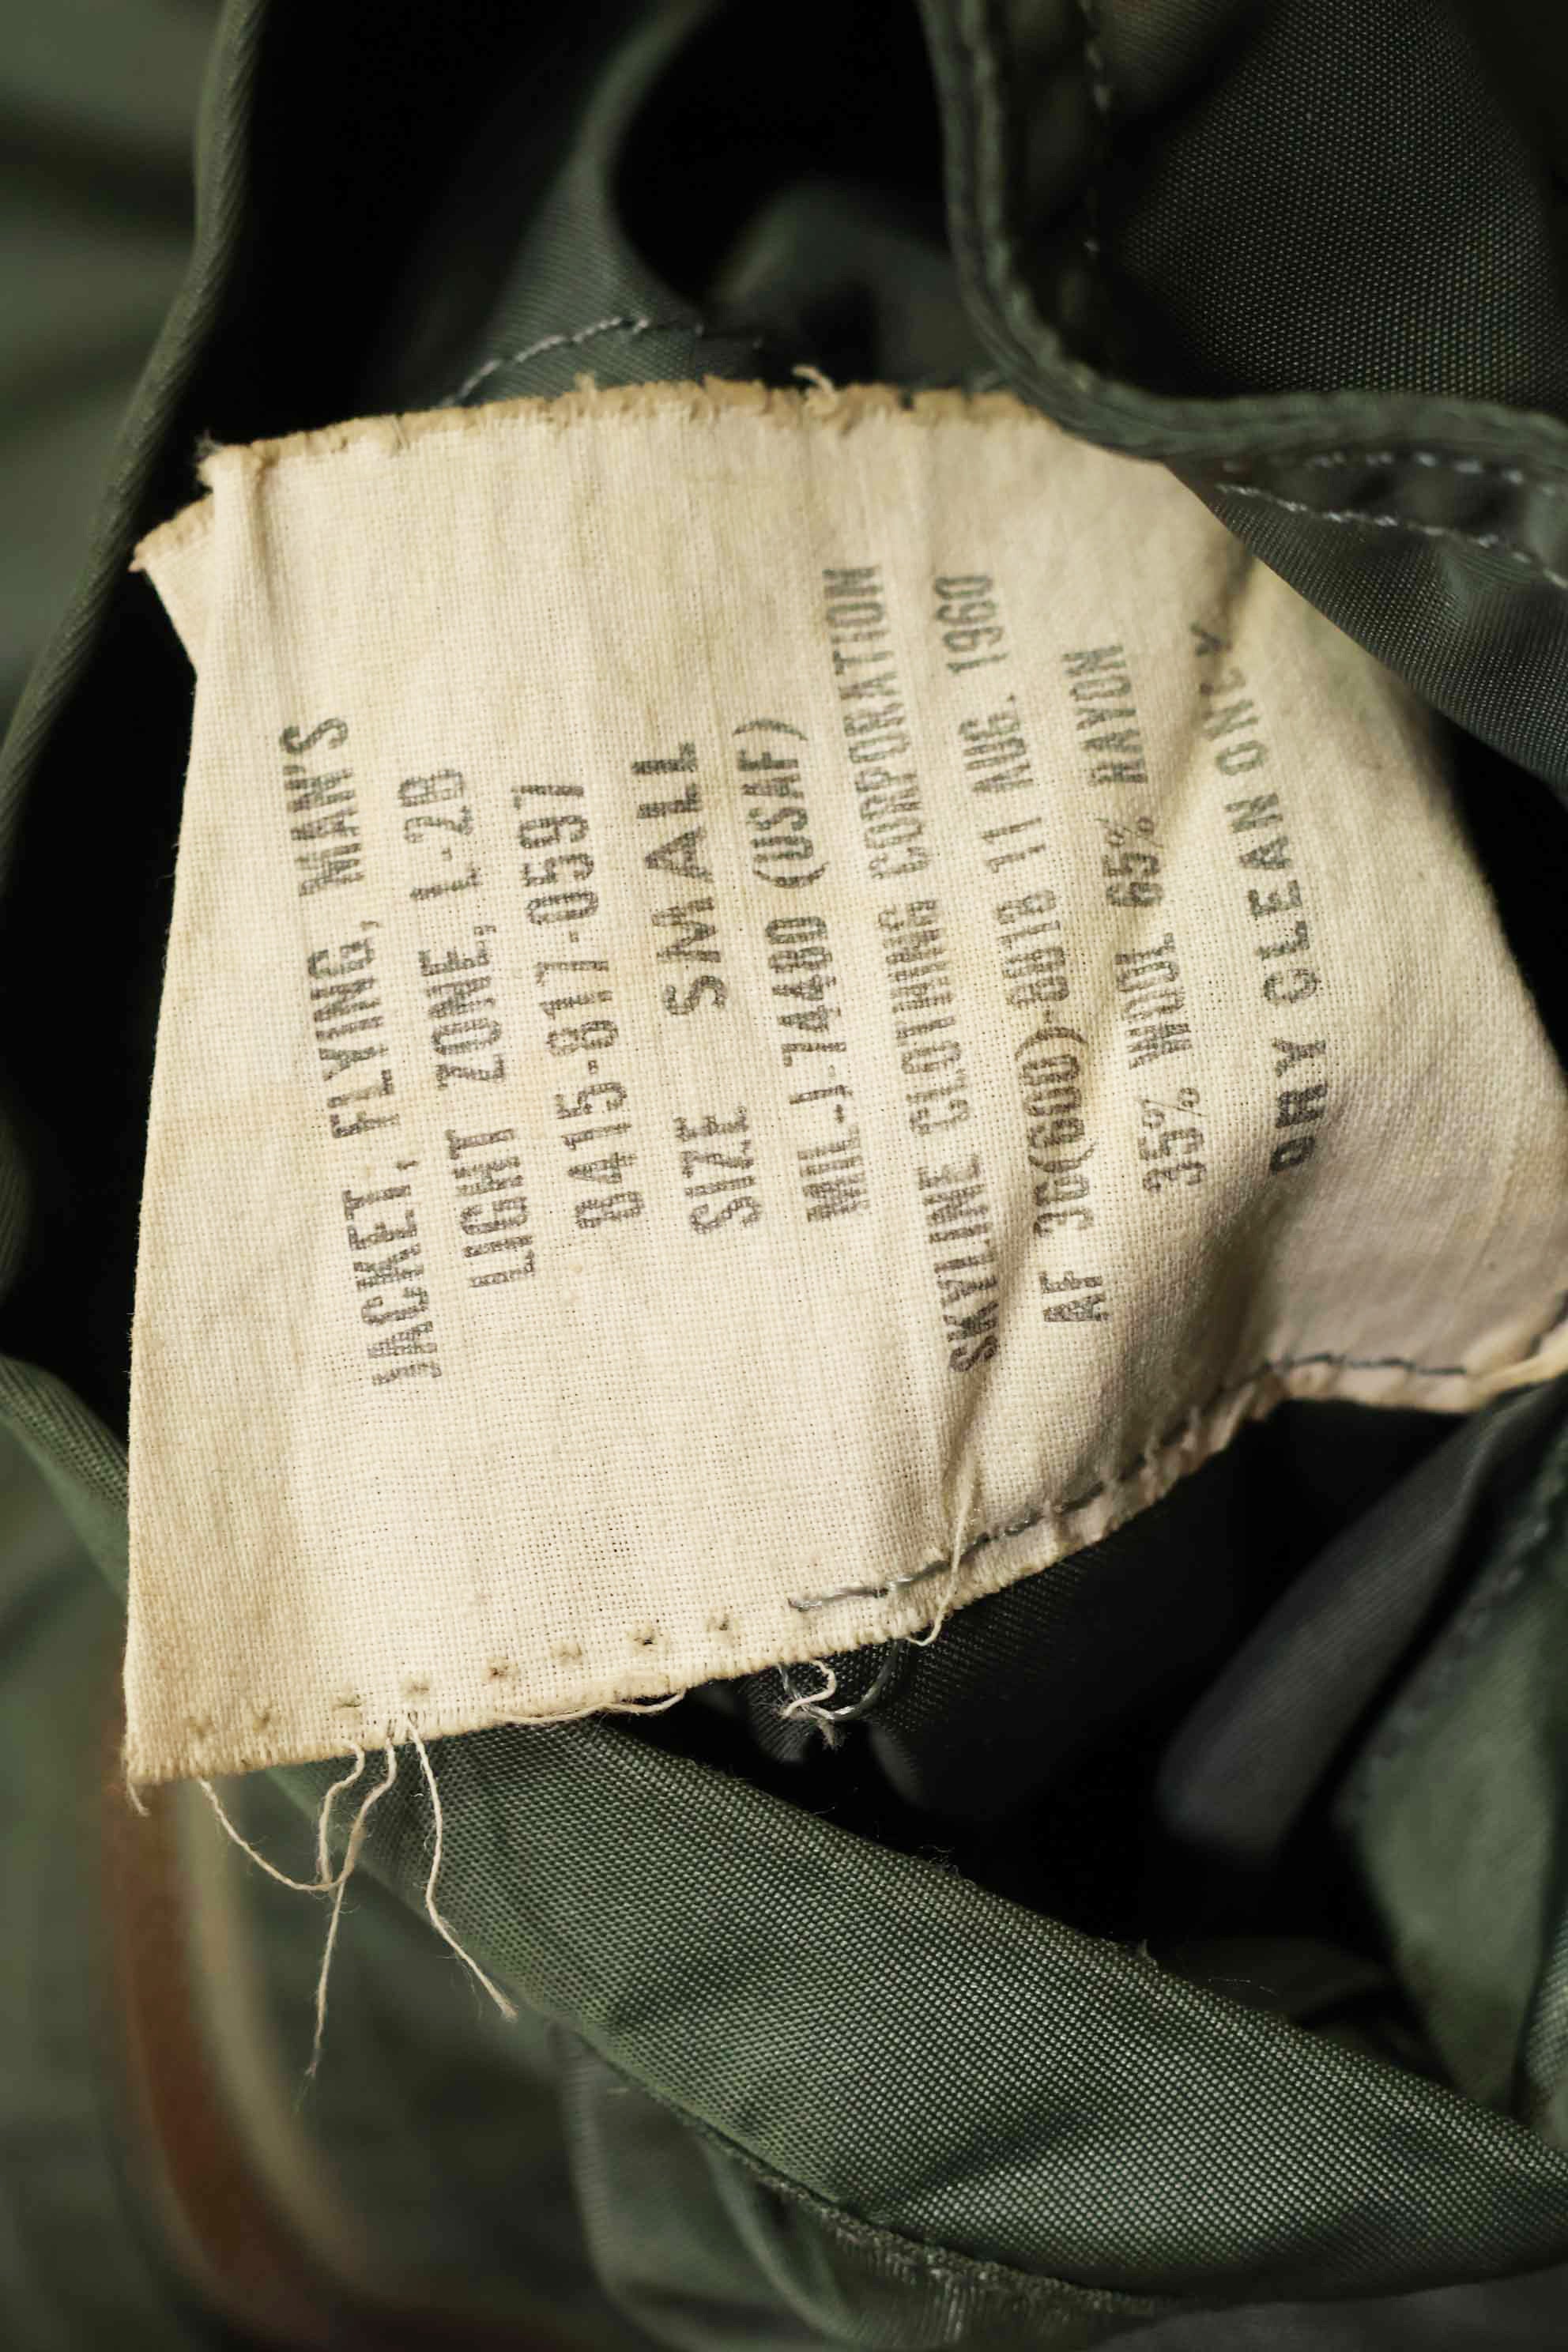 JACKET, FLYING, MAN'S
LIGHT ZONE, L-2B
8415-817-0597
SIZE SMALL
MIL-J-7448D (USAF)
SKYLINE CLOTHING CORPORATION
AF 36(600)-8618 11 AUG. 1960
35% WOOL 65% RAYON
DRY CLEAN ONLY